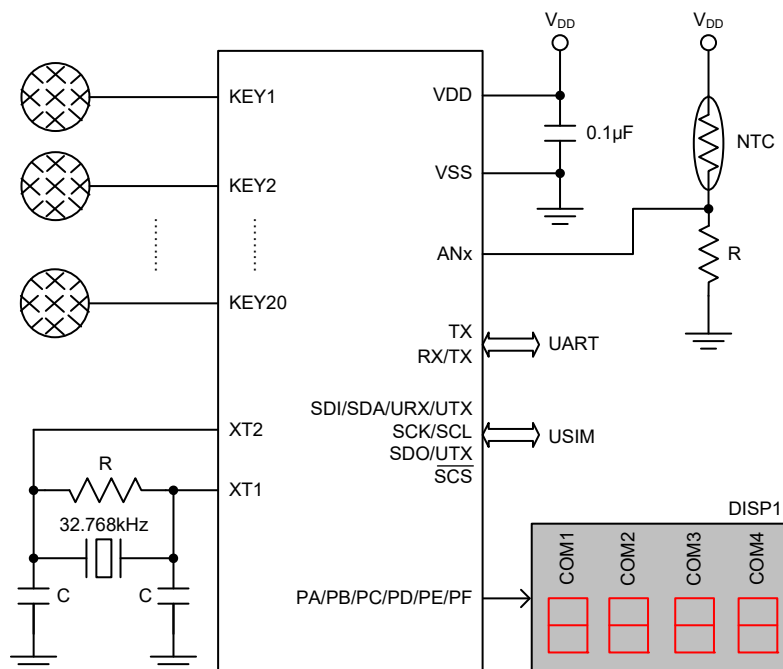 V_DD
V_DD
KEY1
VDD
0.1µF
NTC
VSS
KEY2
ANx
R
KEY20
TX
RX/TX
UART
SDI/SDA/URX/UTX
SCK/SCL
SDO/UTX
SCS
USIM
XT2
R
XT1
32.768kHz
C
C
DISP1
COM1
COM2
COM3
COM4
PA/PB/PC/PD/PE/PF